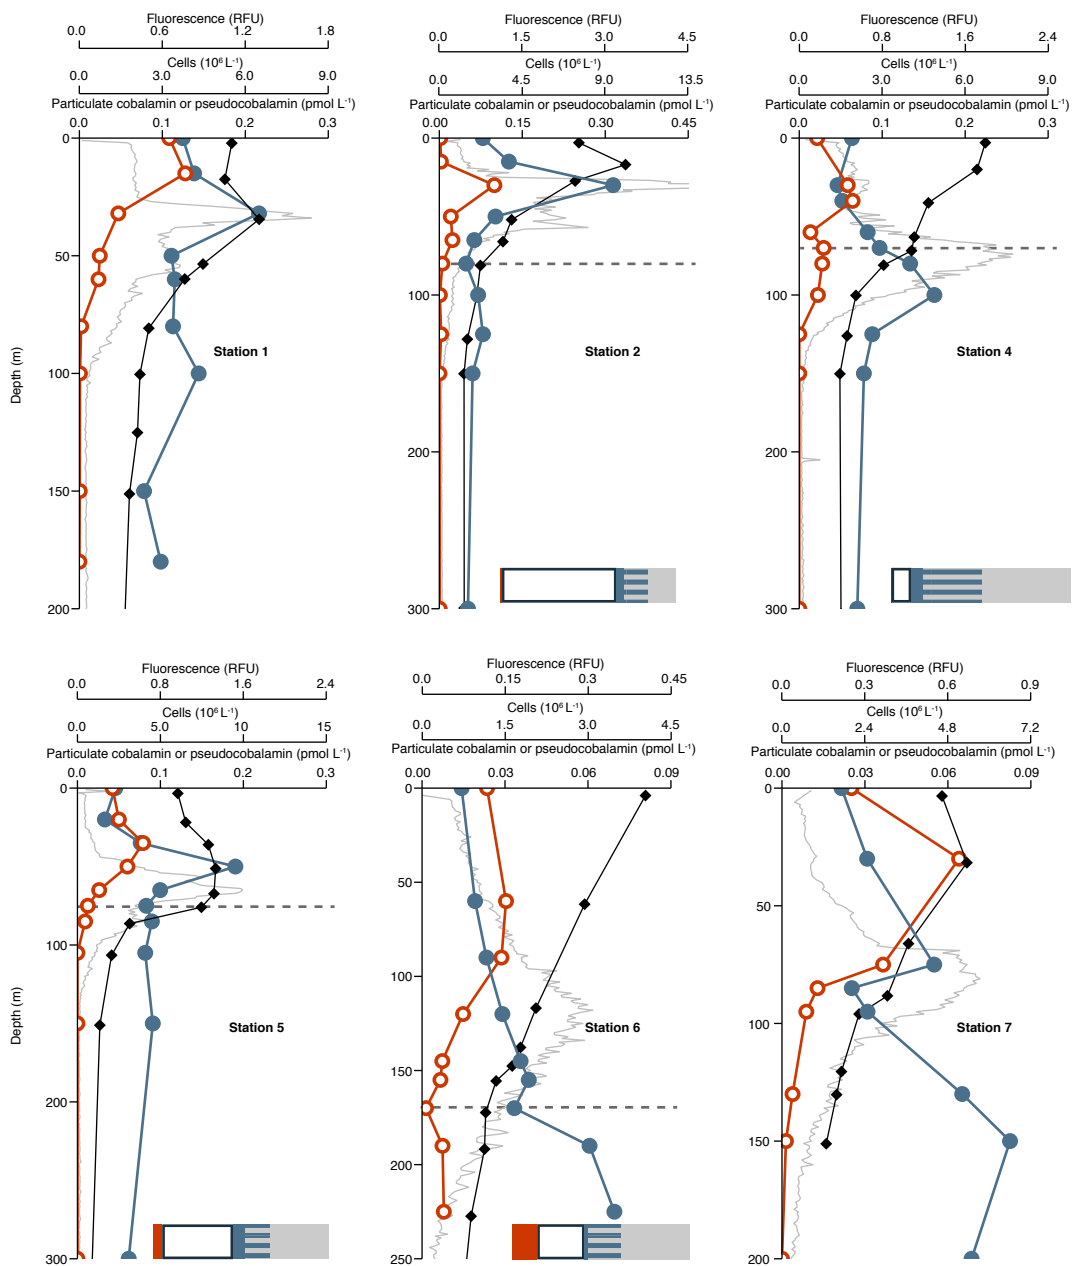 Fluorescence (RFU)
0.0 0.6 1.2 1.8
Cells (10⁶ L⁻¹)
0.0 3.0 6.0 9.0
Particulate cobalamin or pseudocobalamin (pmol L⁻¹)
0.0 0.1 0.2 0.3
0
50
100
150
200
Depth (m)
Station 1
Fluorescence (RFU)
0.0 1.5 3.0 4.5
Cells (10⁶ L⁻¹)
0.0 4.5 9.0 13.5
Particulate cobalamin or pseudocobalamin (pmol L⁻¹)
0.0 0.15 0.30 0.45
0
100
200
300
Station 2
Fluorescence (RFU)
0.0 0.8 1.6 2.4
Cells (10⁶ L⁻¹)
0.0 3.0 6.0 9.0
Particulate cobalamin or pseudocobalamin (pmol L⁻¹)
0.0 0.1 0.2 0.3
0
100
200
300
Station 4
Fluorescence (RFU)
0.0 0.8 1.6 2.4
Cells (10⁶ L⁻¹)
0.0 5.0 10 15
Particulate cobalamin or pseudocobalamin (pmol L⁻¹)
0.0 0.1 0.2 0.3
0
100
200
300
Depth (m)
Station 5
Fluorescence (RFU)
0.0 0.15 0.3 0.45
Cells (10⁶ L⁻¹)
0.0 1.5 3.0 4.5
Particulate cobalamin or pseudocobalamin (pmol L⁻¹)
0.00 0.03 0.06 0.09
0
50
100
150
200
250
Station 6
Fluorescence (RFU)
0.0 0.3 0.6 0.9
Cells (10⁶ L⁻¹)
0.0 2.4 4.8 7.2
Particulate cobalamin or pseudocobalamin (pmol L⁻¹)
0.00 0.03 0.06 0.09
0
50
100
150
200
Station 7